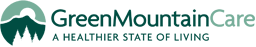 GreenMountainCare
A HEALTHIER STATE OF LIVING